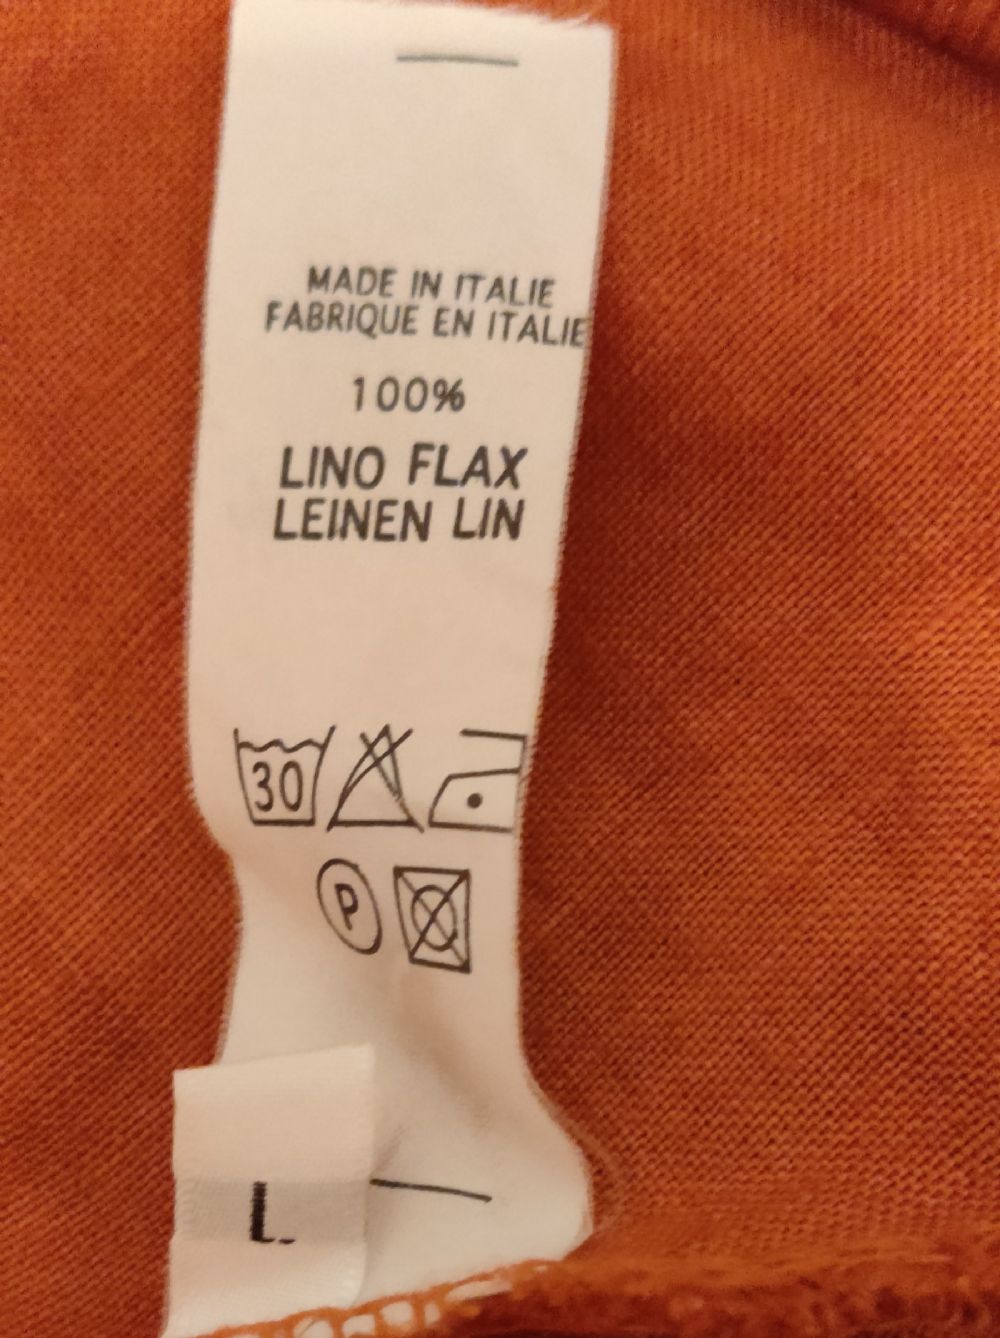 MADE IN ITALIE
FABRIQUE EN ITALIE
100%
LINO FLAX
LEINEN LIN
30
P
L